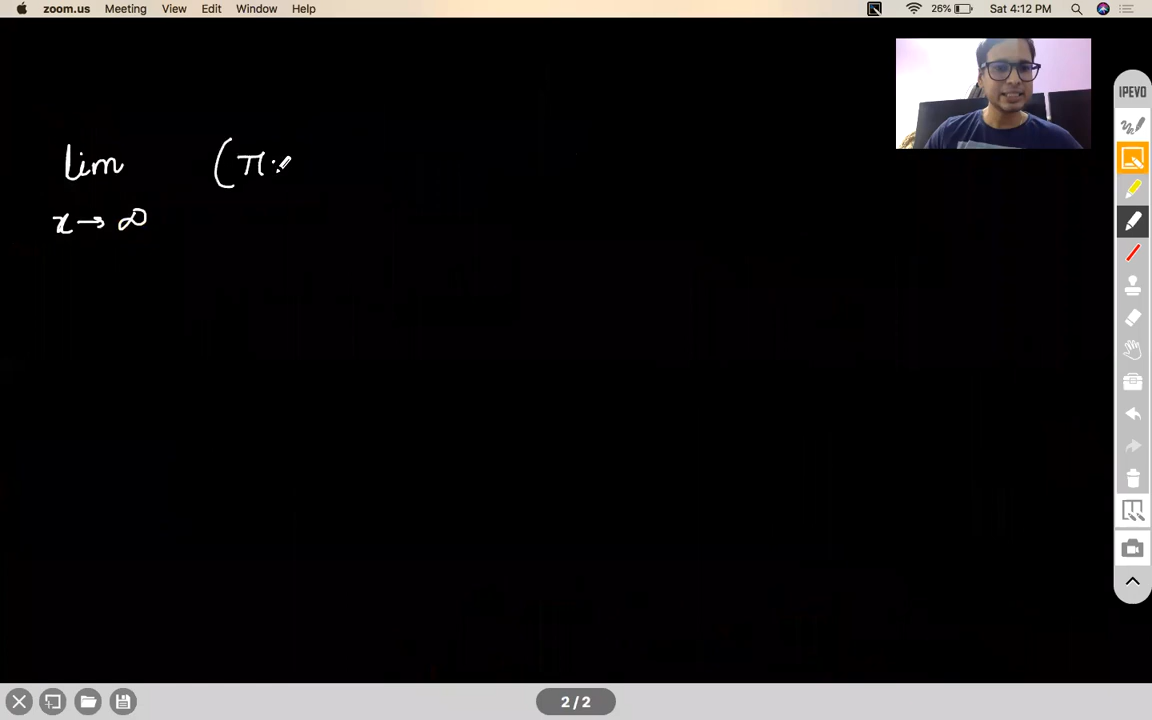 zoom.us Meeting View Edit Window Help 26% Sat 4:12 PM
IPEVO
lim (π
x → ∞
2 / 2